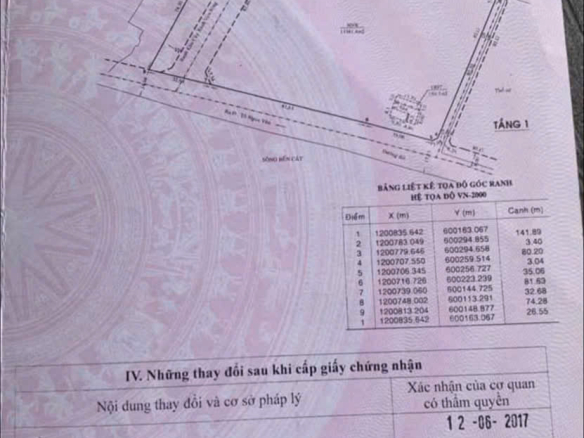 TẦNG 1
SÔNG BẾN CÁT
BẢNG LIỆT KÊ TỌA ĐỘ GÓC RANH
HỆ TỌA ĐỘ VN-2000
Điểm X (m) Y (m) Cạnh (m)
1 1200835.642 600163.067 141.89
2 1200783.049 600294.855 3.40
3 1200779.646 600294.658 80.20
4 1200707.550 600259.514 3.04
5 1200706.345 600256.727 35.06
6 1200716.726 600223.239 81.63
7 1200739.060 600144.725 32.68
8 1200748.002 600113.291 74.28
9 1200813.204 600148.877 26.55
1 1200835.642 600163.067
IV. Những thay đổi sau khi cấp giấy chứng nhận
Nội dung thay đổi và cơ sở pháp lý
Xác nhận của cơ quan
có thẩm quyền
12 -06- 2017